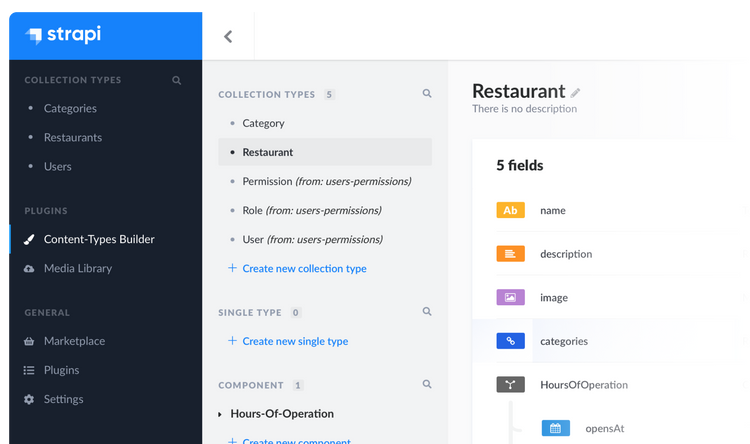 strapi
COLLECTION TYPES
Categories
Restaurants
Users
PLUGINS
Content-Types Builder
Media Library
GENERAL
Marketplace
Plugins
Settings
COLLECTION TYPES 5
Category
Restaurant
Permission (from: users-permissions)
Role (from: users-permissions)
User (from: users-permissions)
+ Create new collection type
SINGLE TYPE 0
+ Create new single type
COMPONENT 1
Hours-Of-Operation
+ Create new component
Restaurant
There is no description
5 fields
Ab name
description
image
categories
HoursOfOperation
opensAt